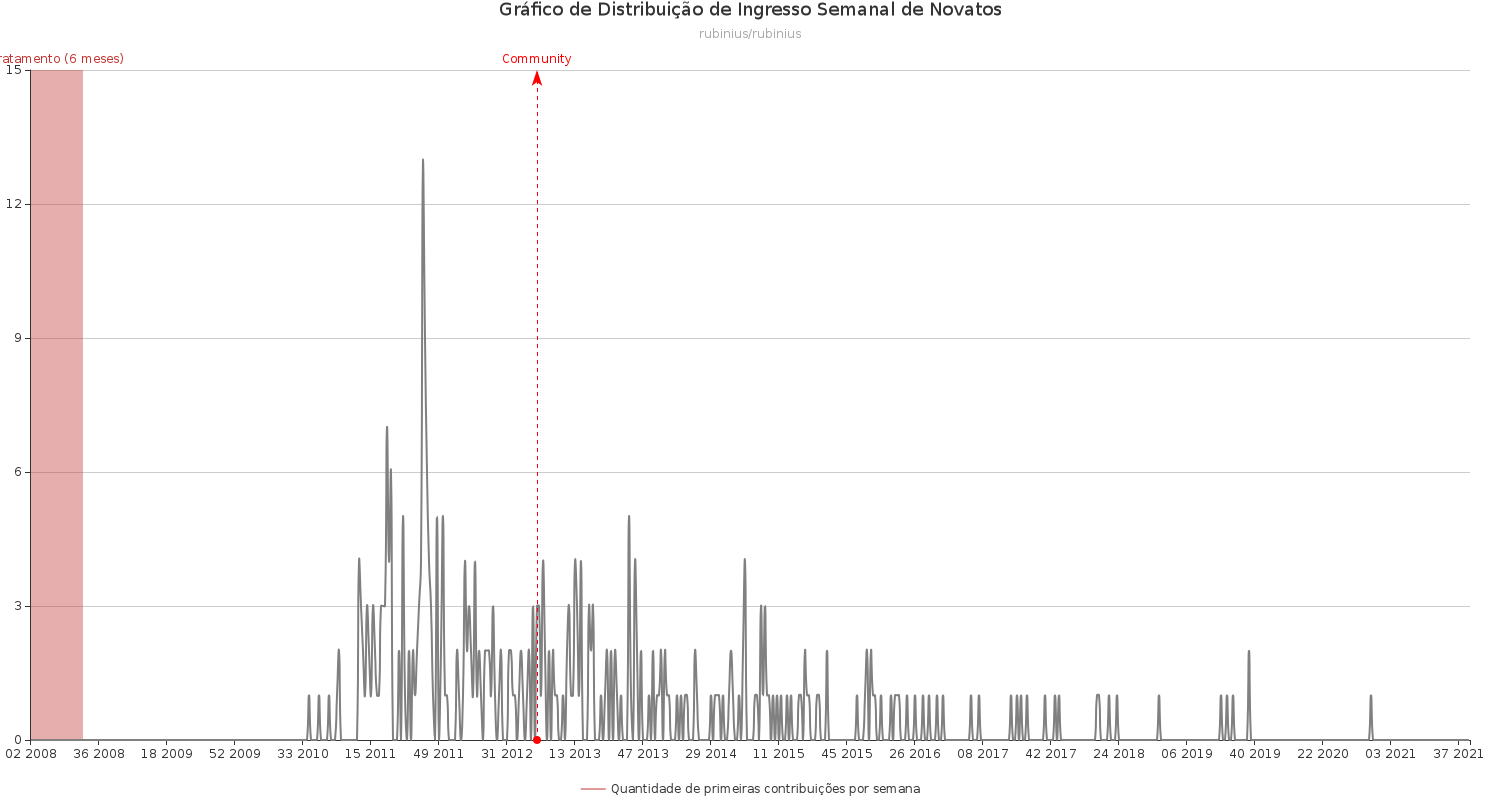 Gráfico de Distribuição de Ingresso Semanal de Novatos
rubinius/rubinius
ratamento (6 meses)
Community
15
12
9
6
3
0
02 2008 36 2008 18 2009 52 2009 33 2010 15 2011 49 2011 31 2012 13 2013 47 2013 29 2014 11 2015 45 2015 26 2016 08 2017 42 2017 24 2018 06 2019 40 2019 22 2020 03 2021 37 2021
Quantidade de primeiras contribuições por semana